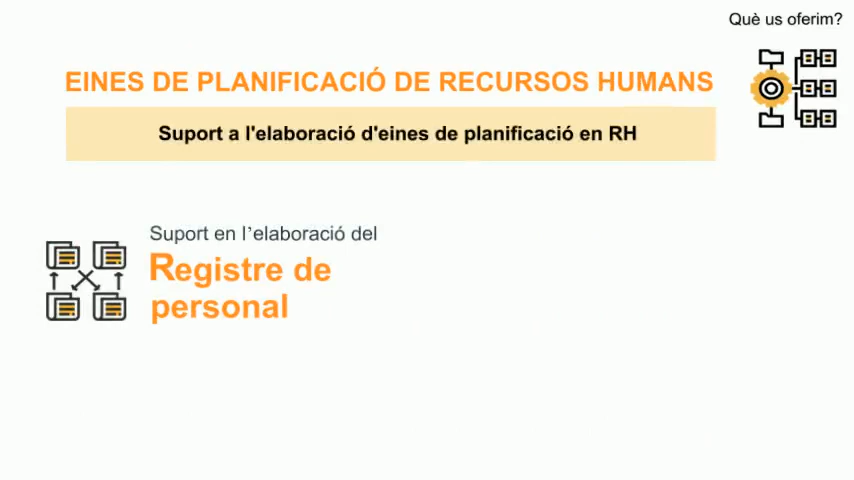 Què us oferim?
EINES DE PLANIFICACIÓ DE RECURSOS HUMANS
Suport a l'elaboració d'eines de planificació en RH
Suport en l’elaboració del
Registre de
personal